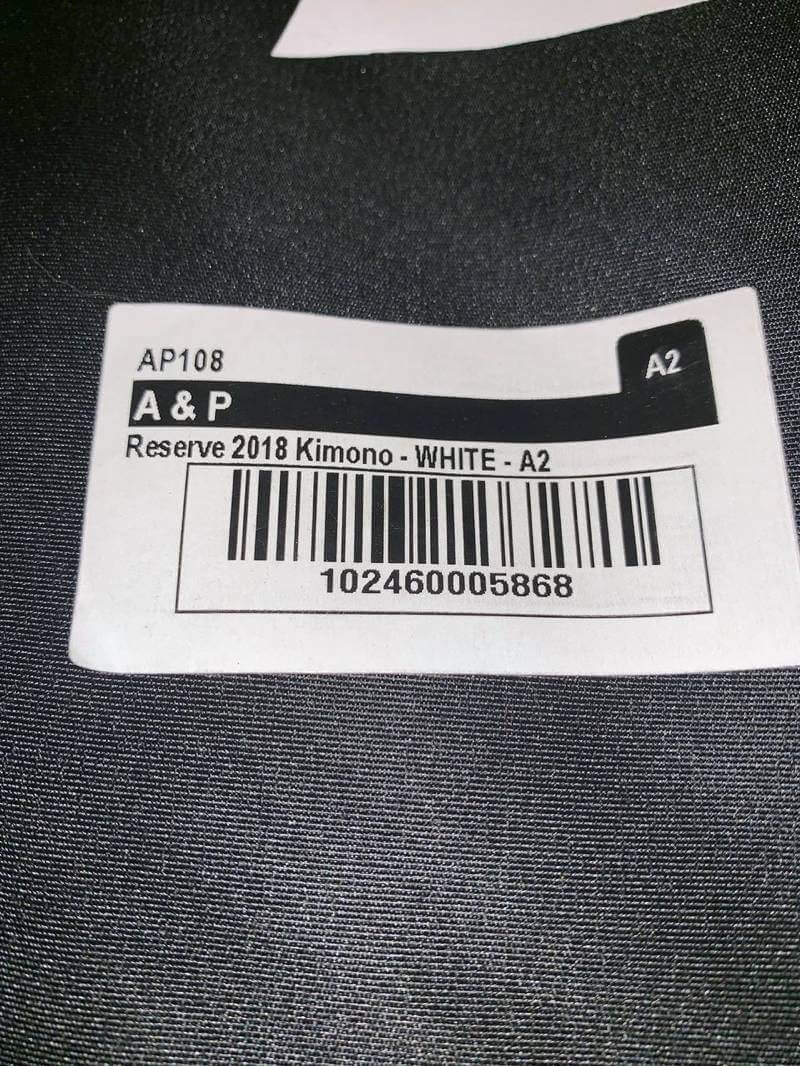 AP108
A2
A & P
Reserve 2018 Kimono - WHITE - A2
102460005868